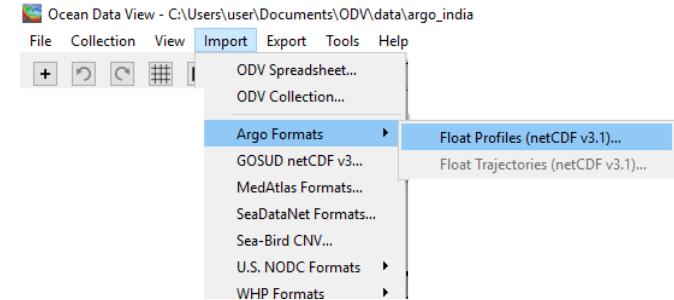 Ocean Data View - C:\Users\user\Documents\ODV\data\argo_india
File Collection View Import Export Tools Help
ODV Spreadsheet...
ODV Collection...
Argo Formats
Float Profiles (netCDF v3.1)...
GOSUD netCDF v3...
Float Trajectories (netCDF v3.1)...
MedAtlas Formats...
SeaDataNet Formats...
Sea-Bird CNV...
U.S. NODC Formats
WHP Formats